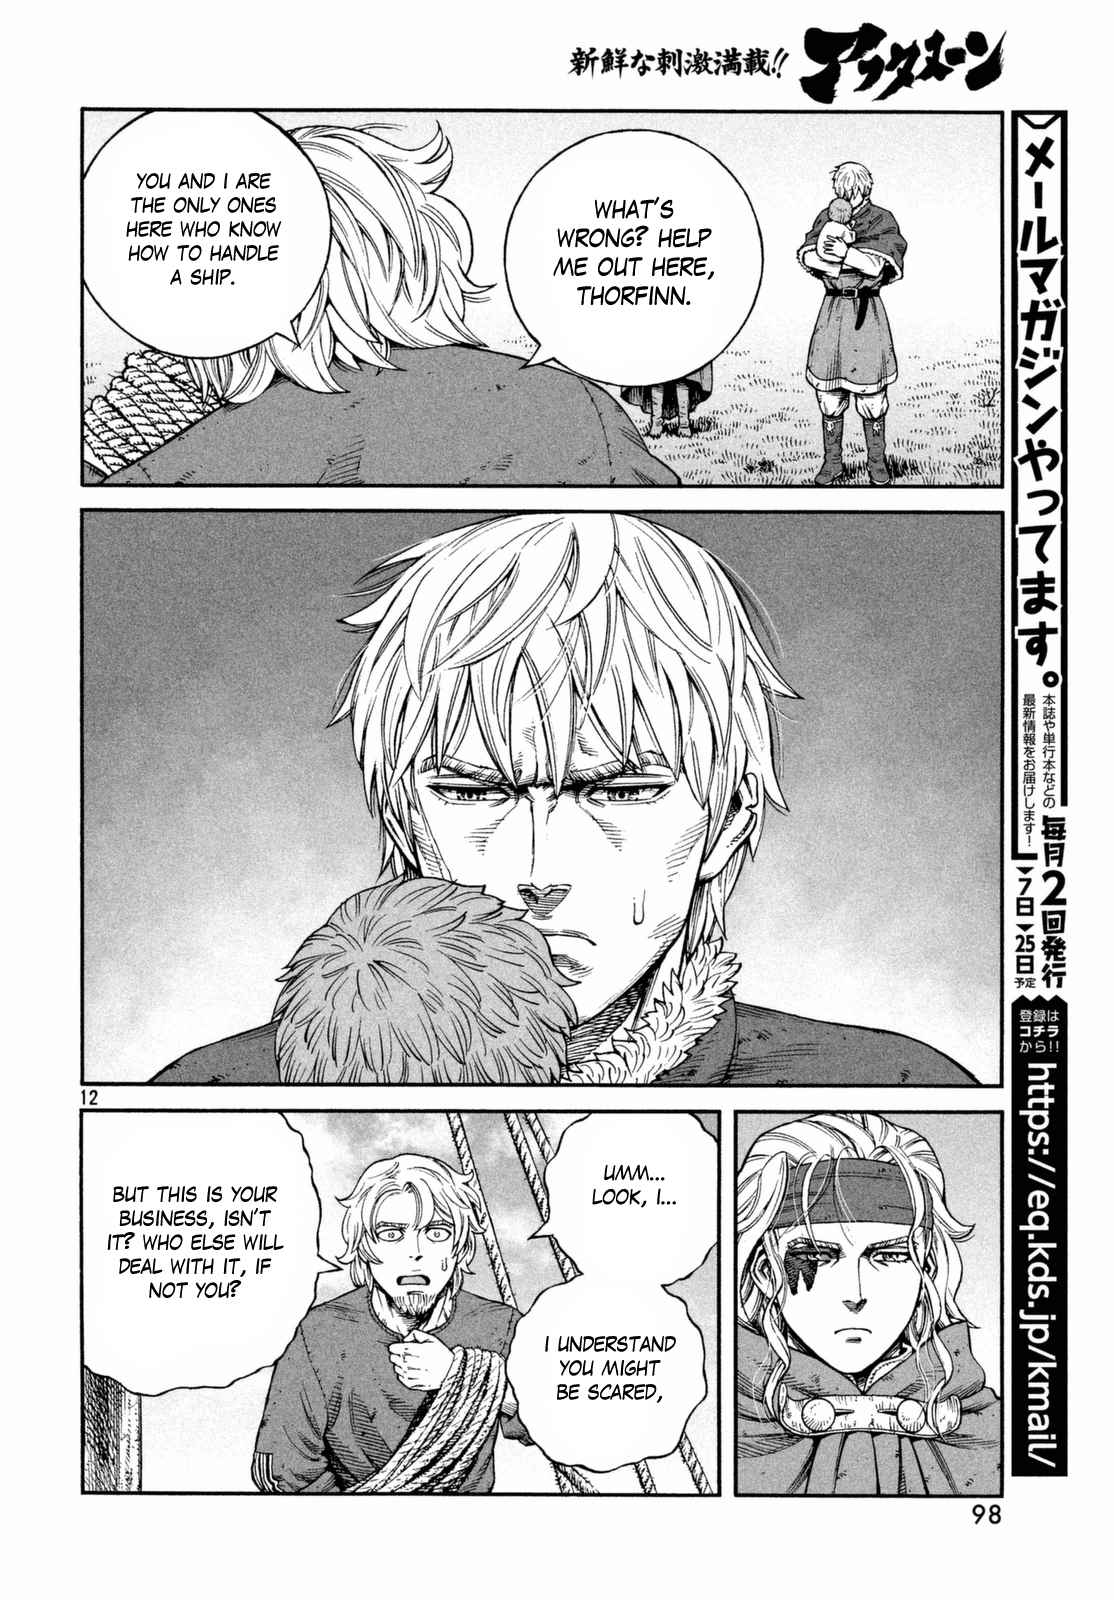 新鮮な刺激満載!!
アフタヌーン
WHAT'S
WRONG? HELP
ME OUT HERE,
THORFINN.
YOU AND I ARE
THE ONLY ONES
HERE WHO KNOW
HOW TO HANDLE
A SHIP.
12
UMM...
LOOK, I...
I UNDERSTAND
YOU MIGHT
BE SCARED,
BUT THIS IS YOUR
BUSINESS, ISN'T
IT? WHO ELSE WILL
DEAL WITH IT, IF
NOT YOU?
メールマガジンやってます。
本誌や単行本などの
最新情報をお届けします!
毎月2回発行
▼7日▼25日予定
登録は
コチラ
から!!
https://eq.kds.jp/kmail/
98